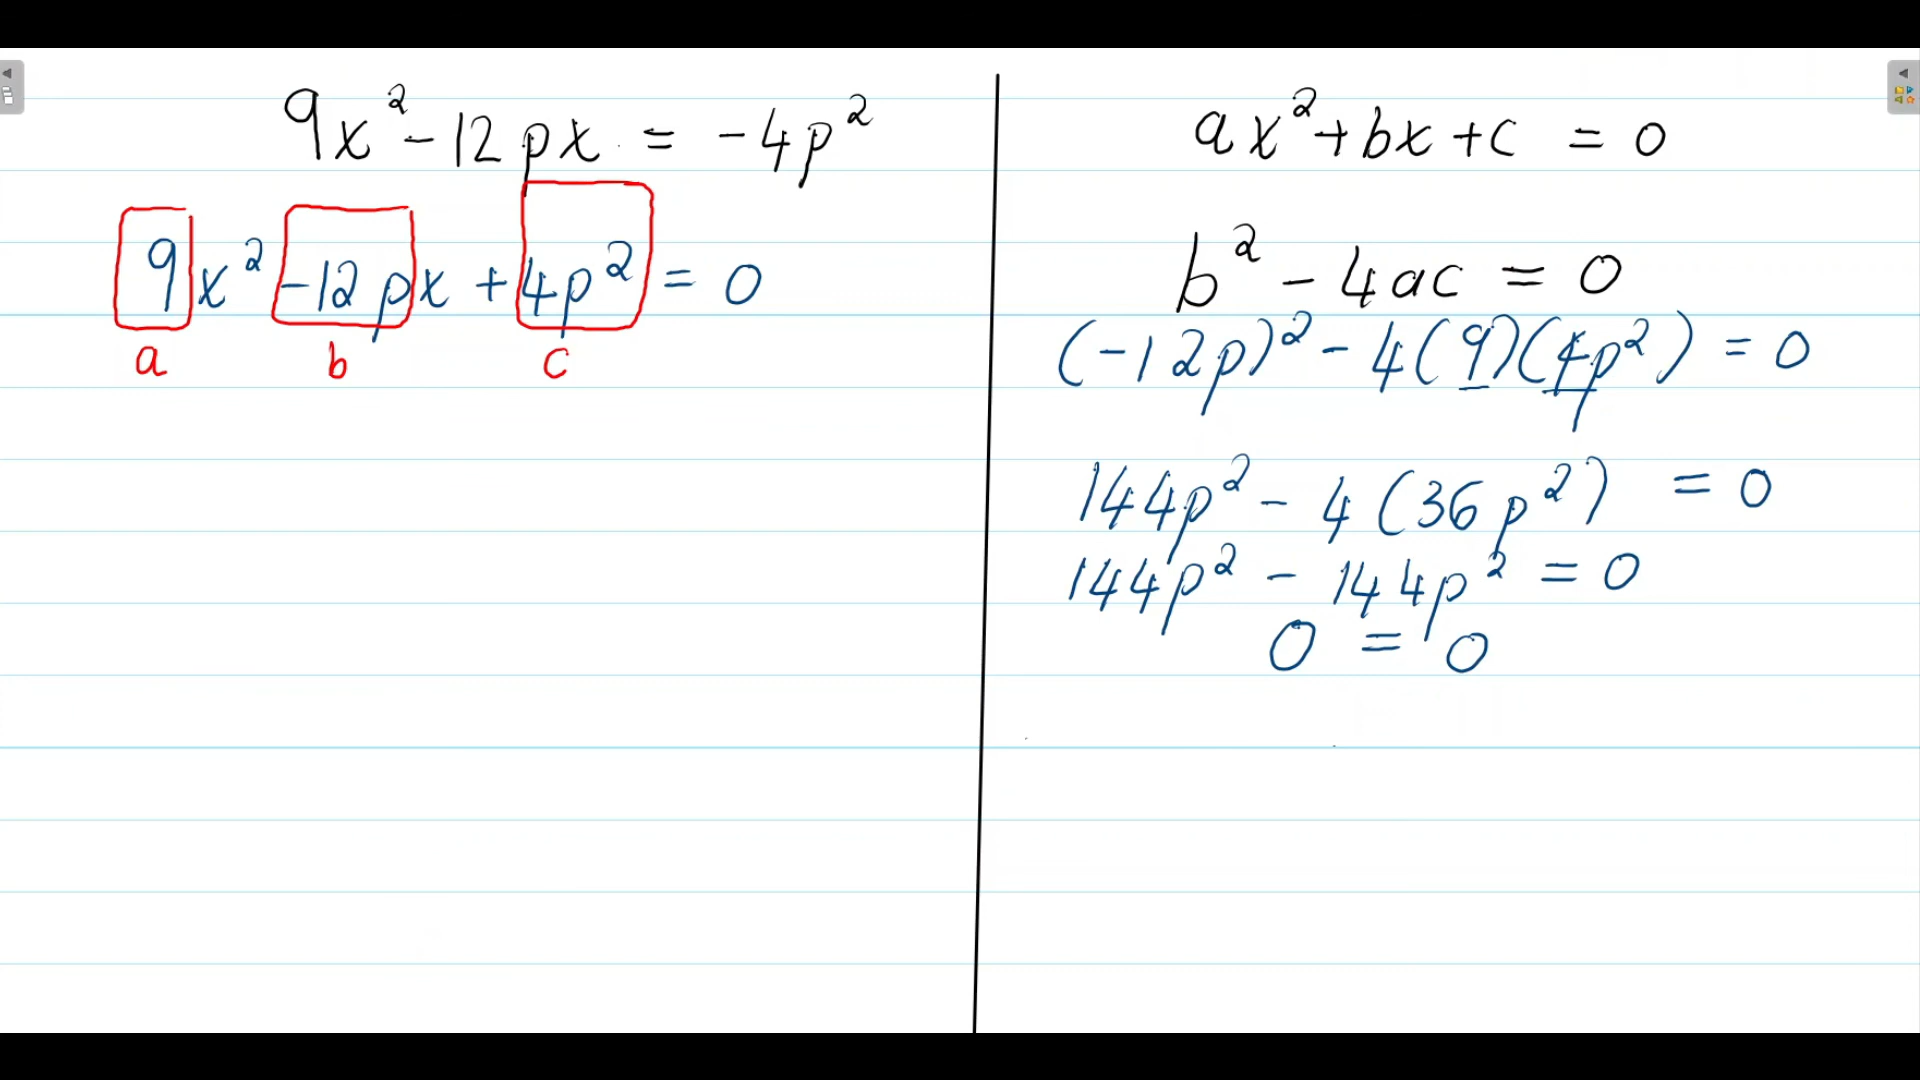 9x² - 12px = -4p²
9x² - 12px + 4p² = 0
a b c
ax² + bx + c = 0
b² - 4ac = 0
(-12p)² - 4(9)(4p²) = 0
144p² - 4(36p²) = 0
144p² - 144p² = 0
0 = 0